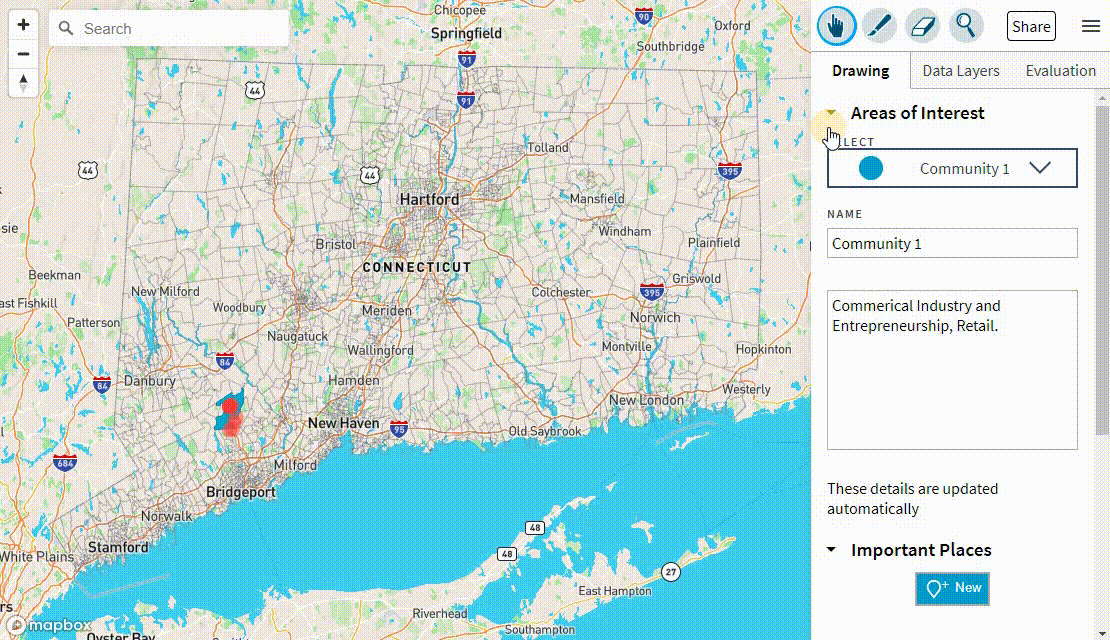 Chicopee
Springfield
90
Oxford
Southbridge
91
44
91
Tolland
44
44
395
Hartford
Mansfield
Windham
Plainfield
Bristol
CONNECTICUT
Beekman
Griswold
New Milford
Colchester
395
Woodbury
Meriden
Norwich
Patterson
Naugatuck
Wallingford
Montville
Hopkinton
84
Danbury
84
Hamden
Westerly
New London
New Haven
95
Old Saybrook
684
Milford
Bridgeport
Norwalk
48
Stamford
48
White Plains
27
East Hampton
Riverhead
Southampton
Oyster Bay
mapbox
Search
Share
Drawing
Data Layers
Evaluation
Areas of Interest
Community 1
NAME
Community 1
Commerical Industry and
Entrepreneurship, Retail.
These details are updated
automatically
Important Places
New